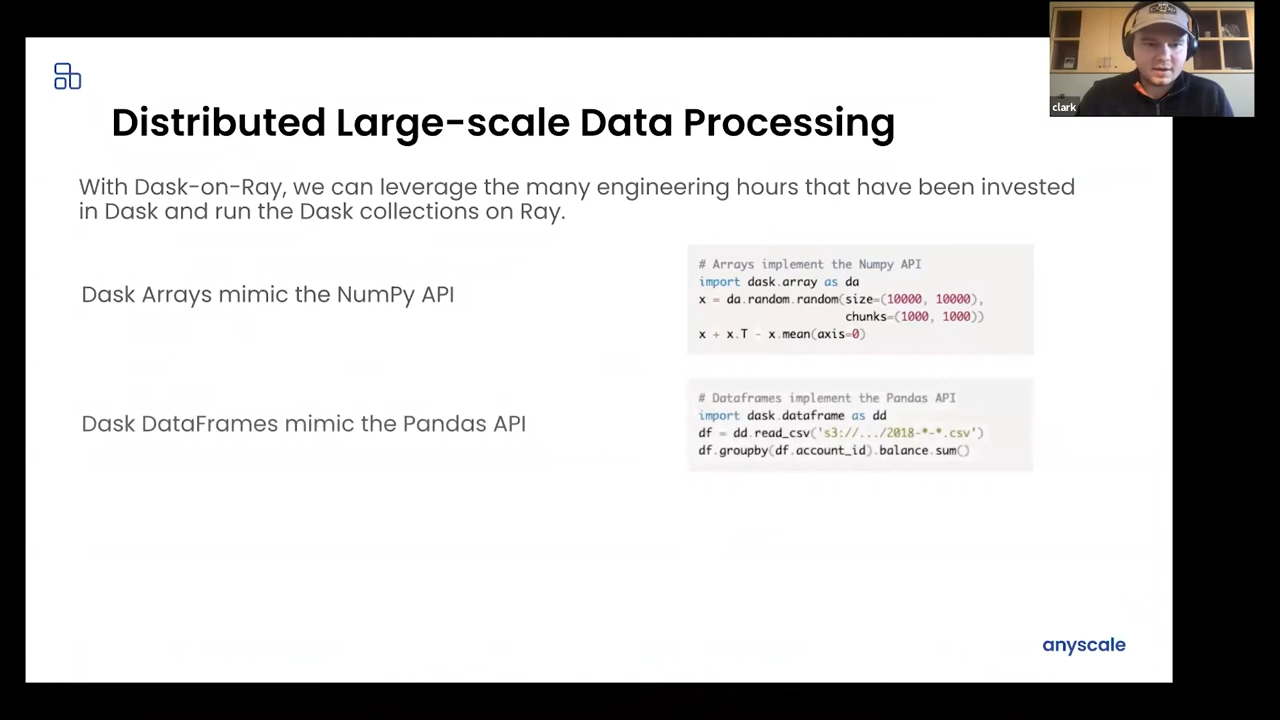 clark
Distributed Large-scale Data Processing
With Dask-on-Ray, we can leverage the many engineering hours that have been invested
in Dask and run the Dask collections on Ray.
Dask Arrays mimic the NumPy API
# Arrays implement the Numpy API
import dask.array as da
x = da.random.random(size=(10000, 10000),
chunks=(1000, 1000))
x + x.T - x.mean(axis=0)
Dask DataFrames mimic the Pandas API
# Dataframes implement the Pandas API
import dask.dataframe as dd
df = dd.read_csv('s3://.../2018-*-*.csv')
df.groupby(df.account_id).balance.sum()
anyscale